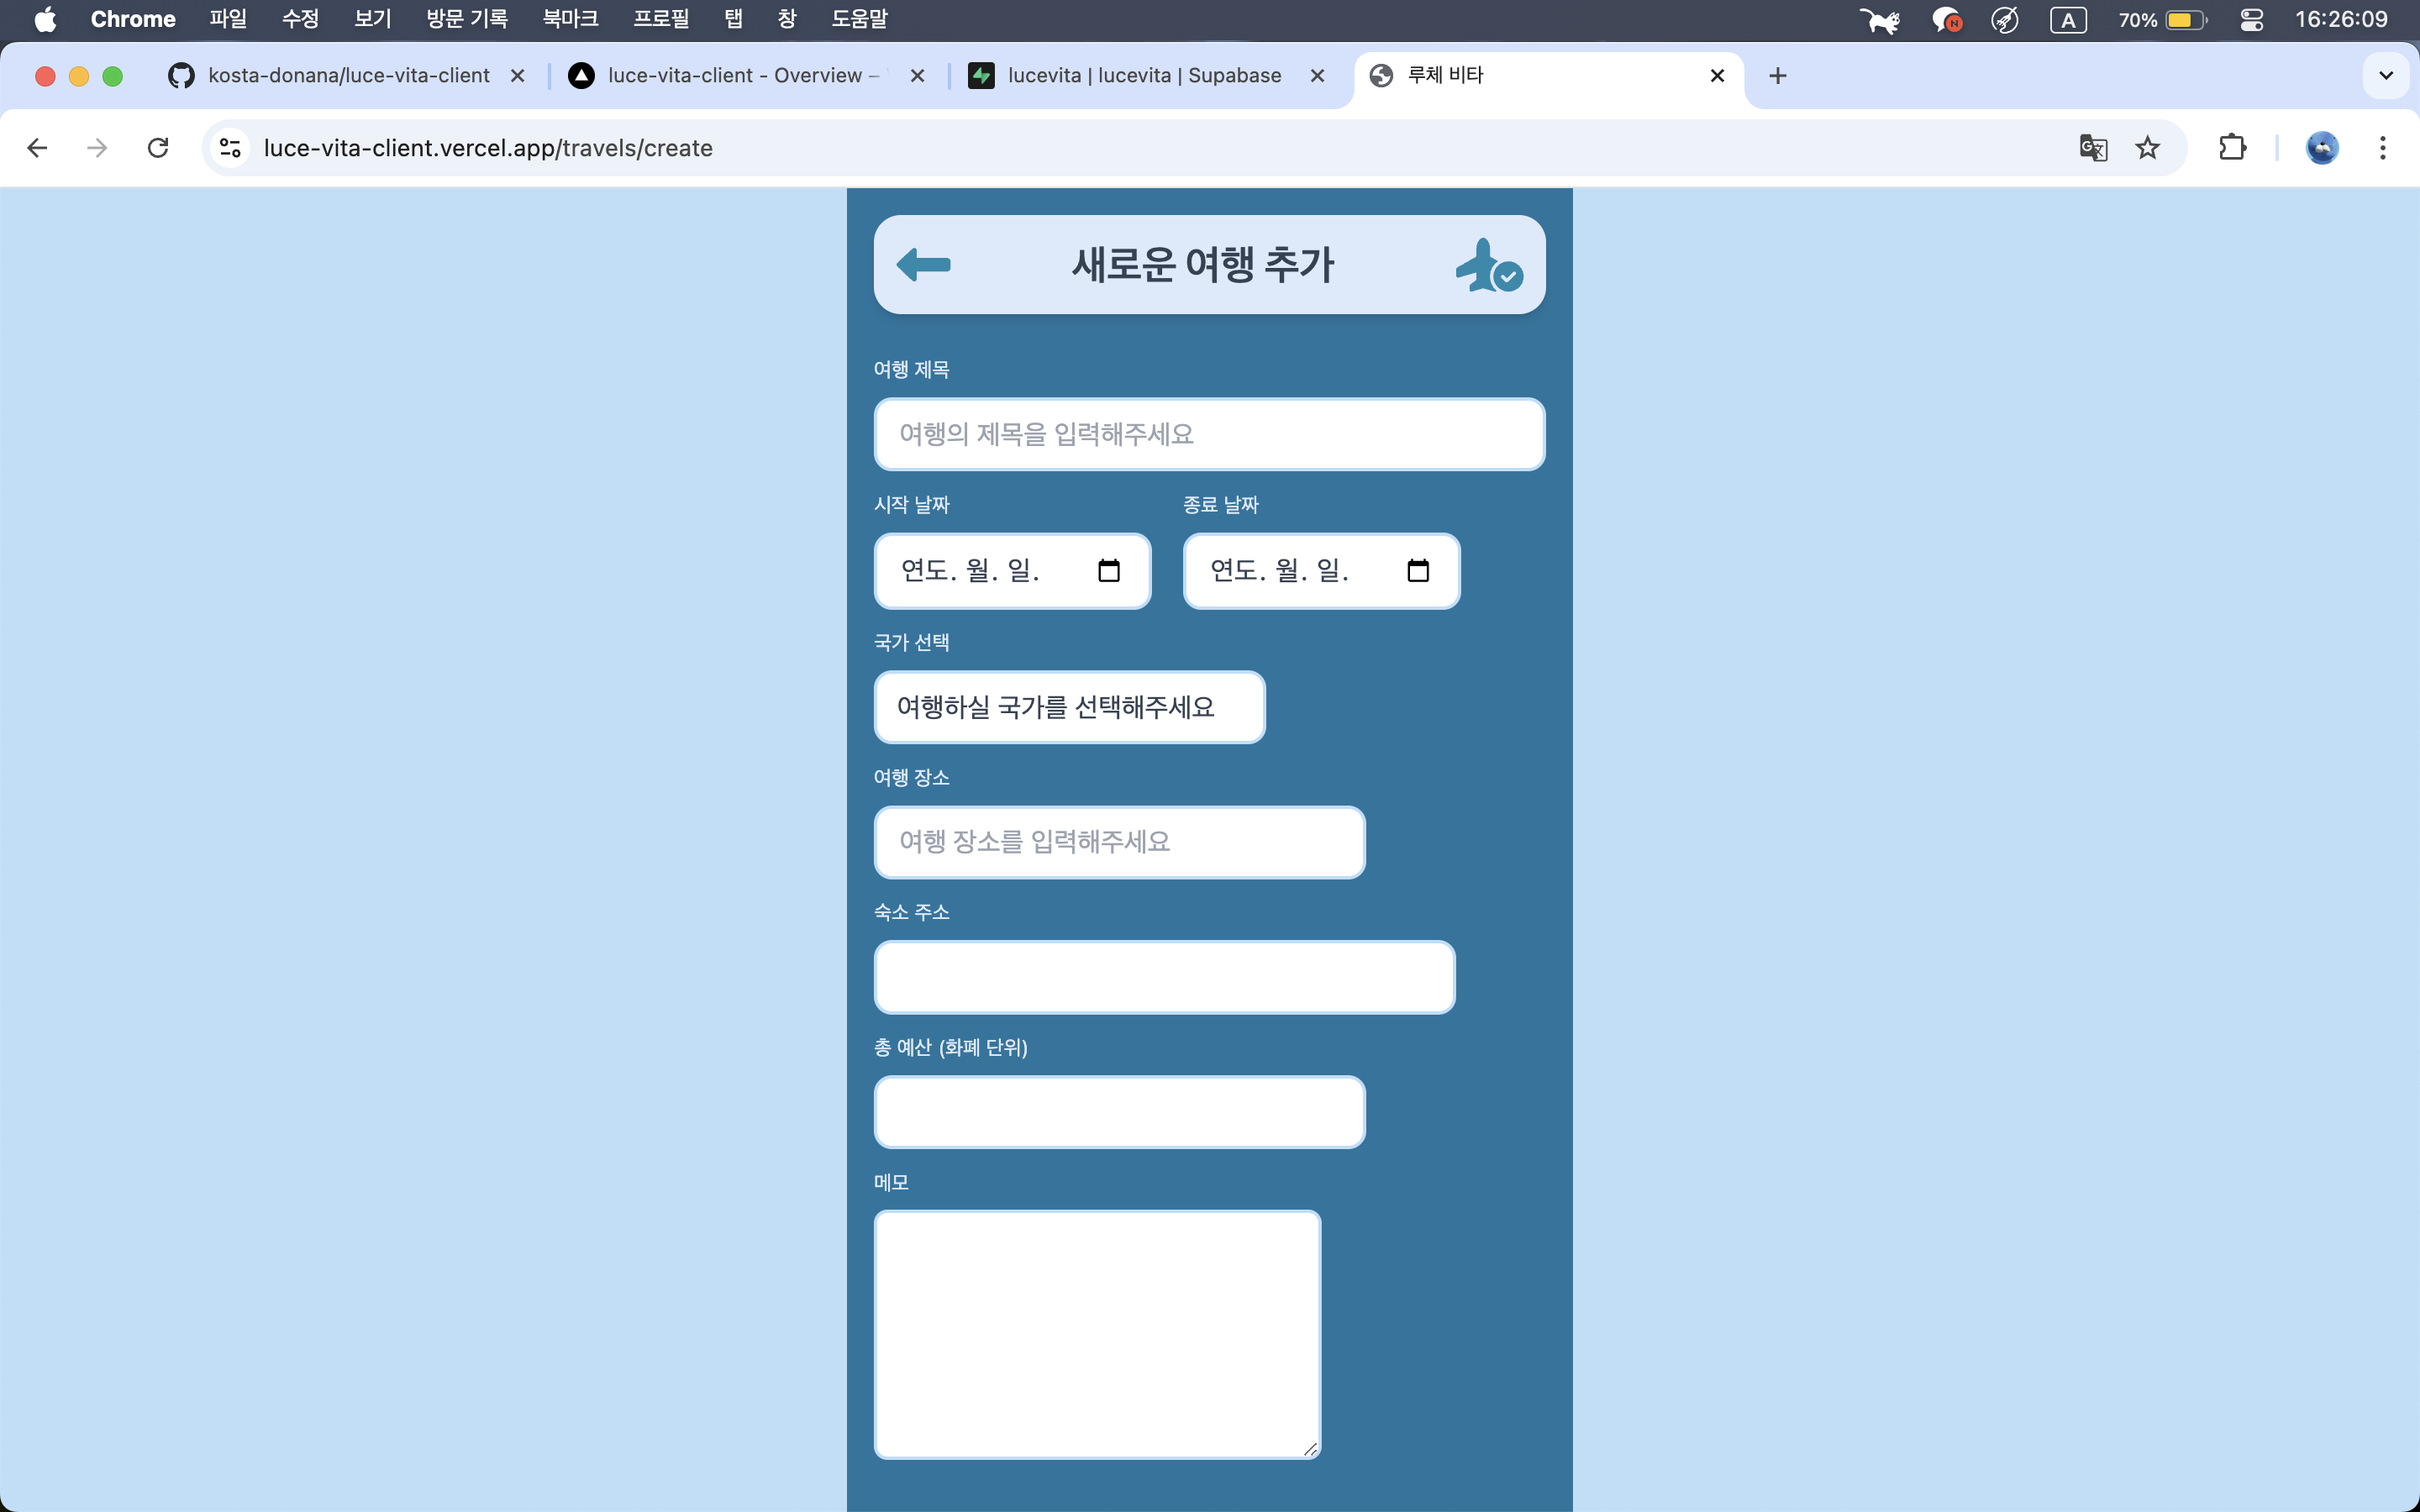 Chrome 파일 수정 보기 방문 기록 북마크 프로필 탭 창 도움말 N A 70% 16:26:09
kosta-donana/luce-vita-client luce-vita-client - Overview – lucevita | lucevita | Supabase 루체 비타
luce-vita-client.vercel.app/travels/create
새로운 여행 추가
여행 제목
여행의 제목을 입력해주세요
시작 날짜 종료 날짜
연도. 월. 일. 연도. 월. 일.
국가 선택
여행하실 국가를 선택해주세요
여행 장소
여행 장소를 입력해주세요
숙소 주소
총 예산 (화폐 단위)
메모